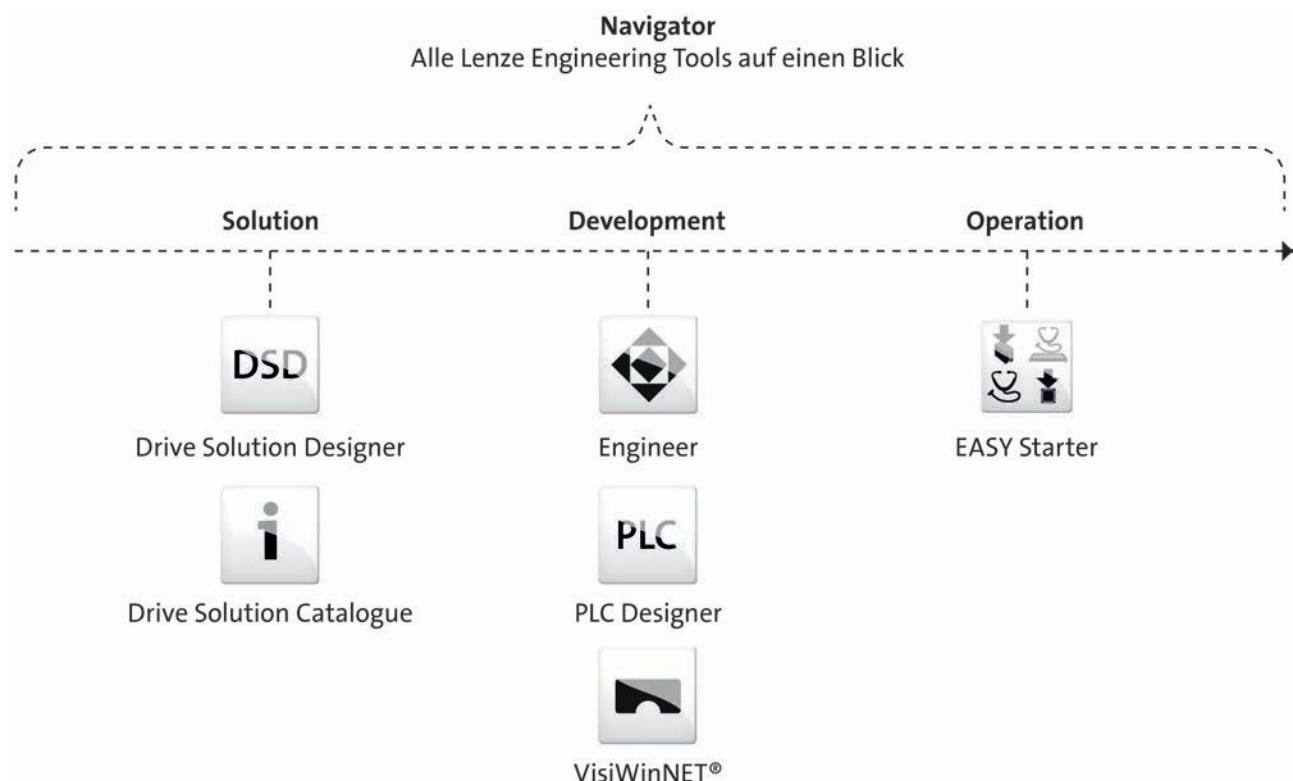 Navigator
Alle Lenze Engineering Tools auf einen Blick
Solution
Development
Operation
DSD
Drive Solution Designer
Engineer
EASY Starter
i
Drive Solution Catalogue
PLC
PLC Designer
VisiWinNET®